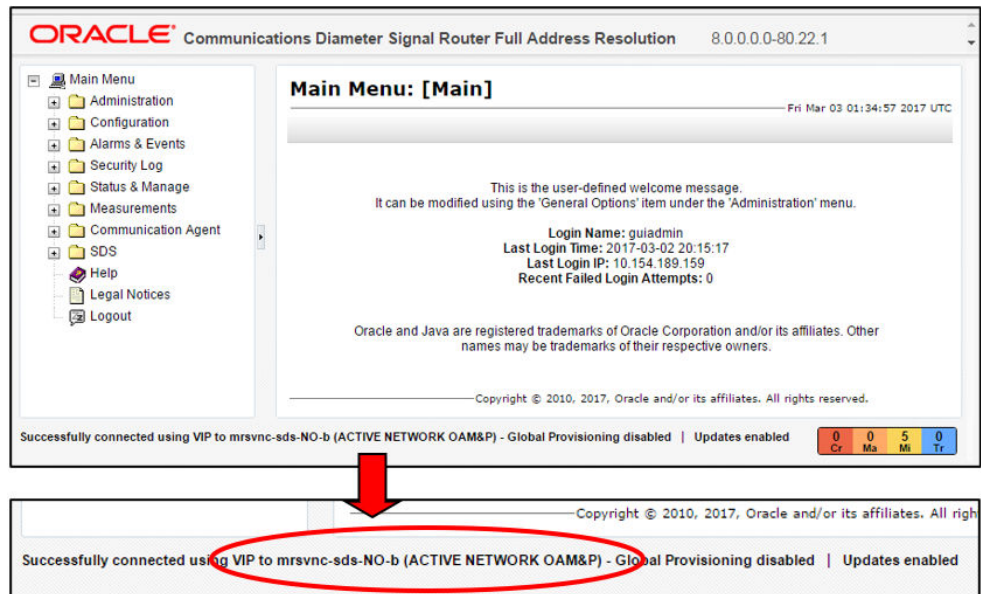 ORACLE® Communications Diameter Signal Router Full Address Resolution 8.0.0.0.0-80.22.1
Main Menu
Administration
Configuration
Alarms & Events
Security Log
Status & Manage
Measurements
Communication Agent
SDS
Help
Legal Notices
Logout
Main Menu: [Main]
Fri Mar 03 01:34:57 2017 UTC
This is the user-defined welcome message.
It can be modified using the 'General Options' item under the 'Administration' menu.
Login Name: guiadmin
Last Login Time: 2017-03-02 20:15:17
Last Login IP: 10.154.189.159
Recent Failed Login Attempts: 0
Oracle and Java are registered trademarks of Oracle Corporation and/or its affiliates. Other
names may be trademarks of their respective owners.
Copyright © 2010, 2017, Oracle and/or its affiliates. All rights reserved.
Successfully connected using VIP to mrsvnc-sds-NO-b (ACTIVE NETWORK OAM&P) - Global Provisioning disabled | Updates enabled
0 0 5 0
Cr Ma Mi Tr
Copyright © 2010, 2017, Oracle and/or its affiliates. All righ
Successfully connected using VIP to mrsvnc-sds-NO-b (ACTIVE NETWORK OAM&P) - Global Provisioning disabled | Updates enabled